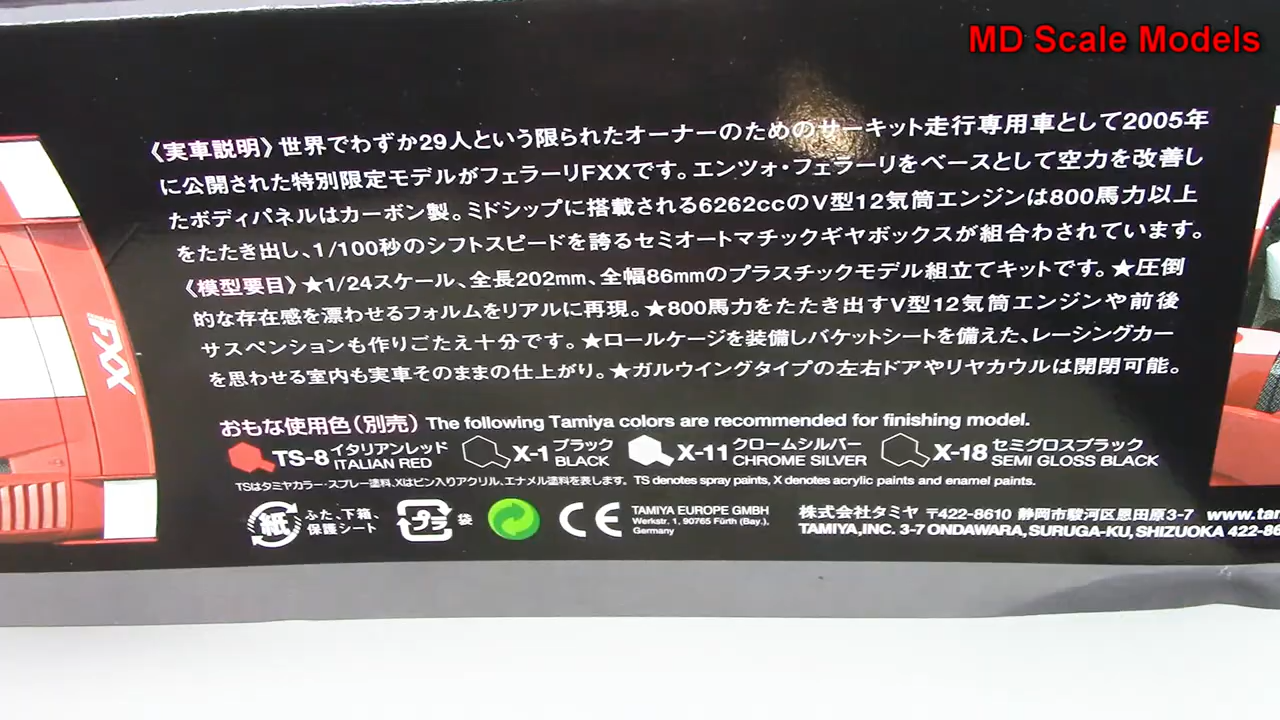 MD Scale Models
〈実車説明〉世界でわずか29人という限られたオーナーのためのサーキット走行専用車として2005年
に公開された特別限定モデルがフェラーリFXXです。エンツォ・フェラーリをベースとして空力を改善し
たボディパネルはカーボン製。ミドシップに搭載される6262ccのV型12気筒エンジンは800馬力以上
をたたき出し、1/100秒のシフトスピードを誇るセミオートマチックギヤボックスが組合わされています。
《模型要目》★1/24スケール、全長202mm、全幅86mmのプラスチックモデル組立てキットです。★圧倒
的な存在感を漂わせるフォルムをリアルに再現。★800馬力をたたき出すV型12気筒エンジンや前後
サスペンションも作りごたえ十分です。★ロールケージを装備しバケットシートを備えた、レーシングカー
を思わせる室内も実車そのままの仕上がり。★ガルウイングタイプの左右ドアやリヤカウルは開閉可能。
FXX
おもな使用色（別売） The following Tamiya colors are recommended for finishing model.
TS-8 イタリアンレッド ITALIAN RED X-1 ブラック BLACK X-11 クロームシルバー CHROME SILVER X-18 セミグロスブラック SEMI GLOSS BLACK
TSはタミヤカラー・スプレー塗料、Xはビン入りアクリル、エナメル塗料を表します。 TS denotes spray paints, X denotes acrylic paints and enamel paints.
紙 ふた、下箱、
保護シート
プラ 袋
CE
TAMIYA EUROPE GMBH
Werkstr. 1, 90765 Fürth (Bay.),
Germany
株式会社タミヤ 〒422-8610 静岡市駿河区恩田原3-7 www.tam
TAMIYA,INC. 3-7 ONDAWARA, SURUGA-KU, SHIZUOKA 422-86